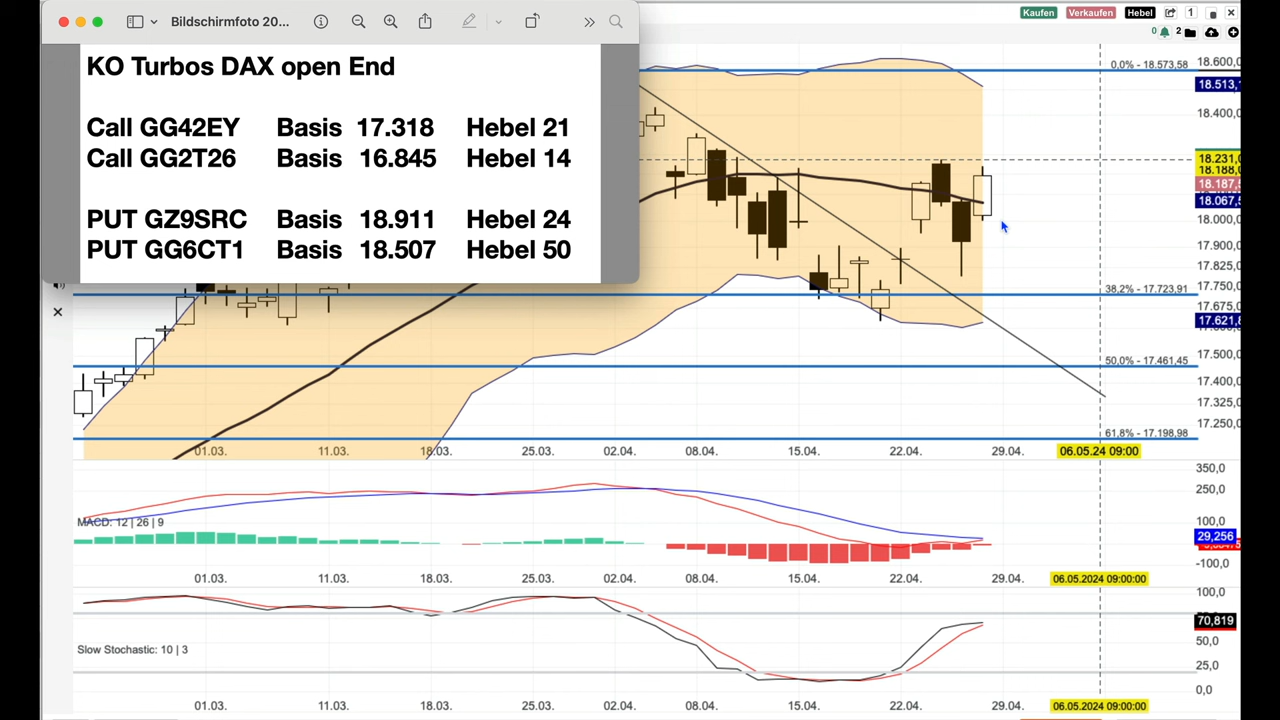 Bildschirmfoto 20...
KO Turbos DAX open End
Call GG42EY Basis 17.318 Hebel 21
Call GG2T26 Basis 16.845 Hebel 14
PUT GZ9SRC Basis 18.911 Hebel 24
PUT GG6CT1 Basis 18.507 Hebel 50
Kaufen Verkaufen Hebel 1
0 2
0,0% - 18.573,58
18.600,
18.513,
18.400,0
18.231,
18.188,
18.187,
18.067,5
18.000,0
17.900,0
17.825,0
38,2% - 17.723,91
17.750,0
17.675,0
17.621,
50,0% - 17.461,45
17.500,0
17.400,0
17.325,0
61,8% - 17.198,98
17.250,0
01.03. 11.03. 18.03. 25.03. 02.04. 08.04. 15.04. 22.04. 29.04. 06.05.24 09:00
350,0
250,0
MACD: 12 | 26 | 9
100,0
29,256
-100,0
01.03. 11.03. 18.03. 25.03. 02.04. 08.04. 15.04. 22.04. 29.04. 06.05.2024 09:00:00
100,0
70,819
Slow Stochastic: 10 | 3
50,0
25,0
0,0
01.03. 11.03. 18.03. 25.03. 02.04. 08.04. 15.04. 22.04. 29.04. 06.05.2024 09:00:00